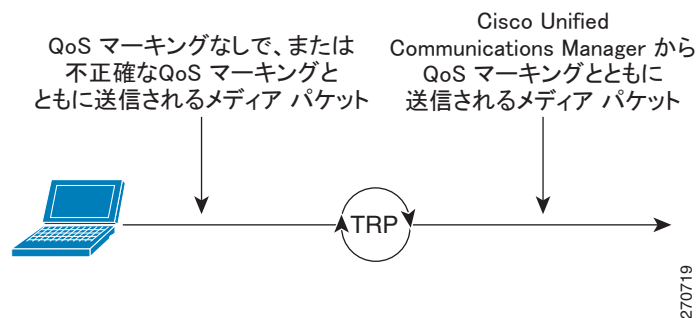 QoS マーキングなしで、または
不正確なQoS マーキングと
ともに送信されるメディア パケット
Cisco Unified
Communications Manager から
QoS マーキングとともに
送信されるメディア パケット
TRP
270719